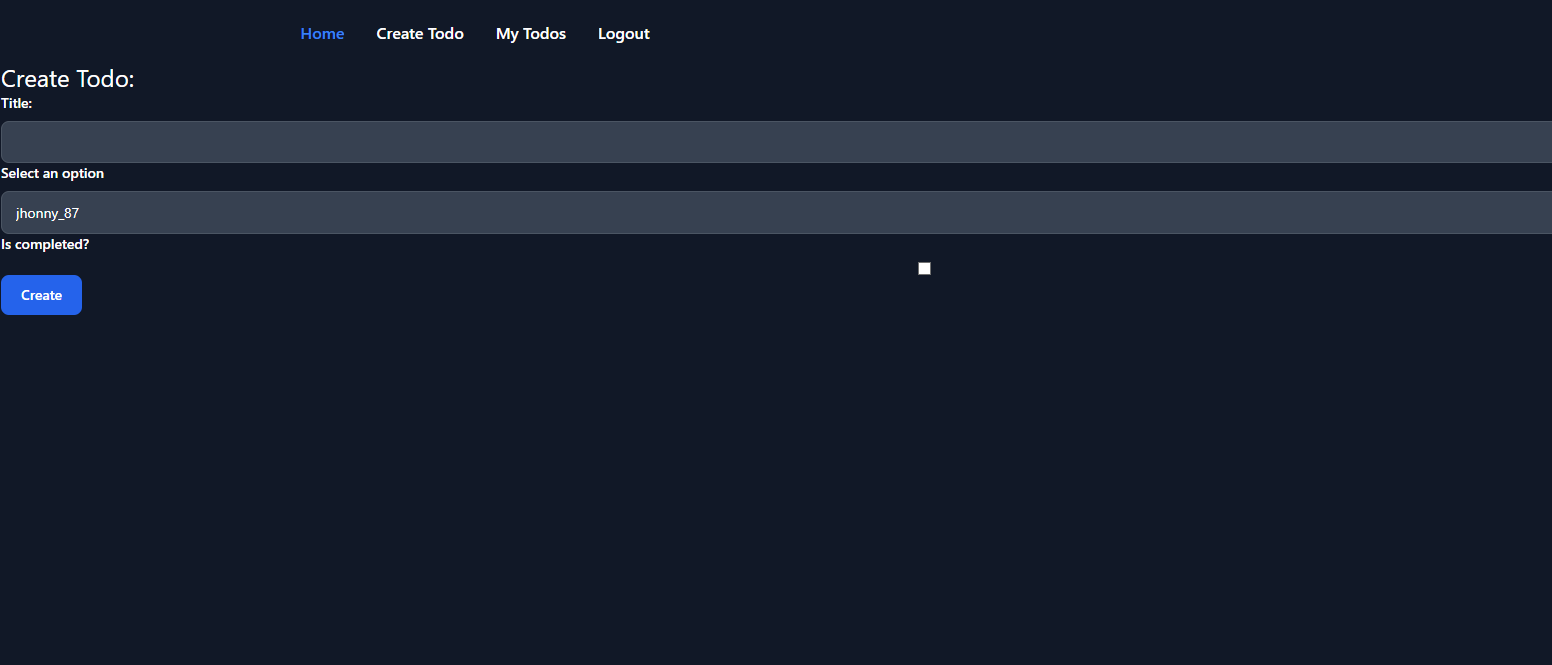 Home Create Todo My Todos Logout
Create Todo:
Title:
Select an option
jhonny_87
Is completed?
Create